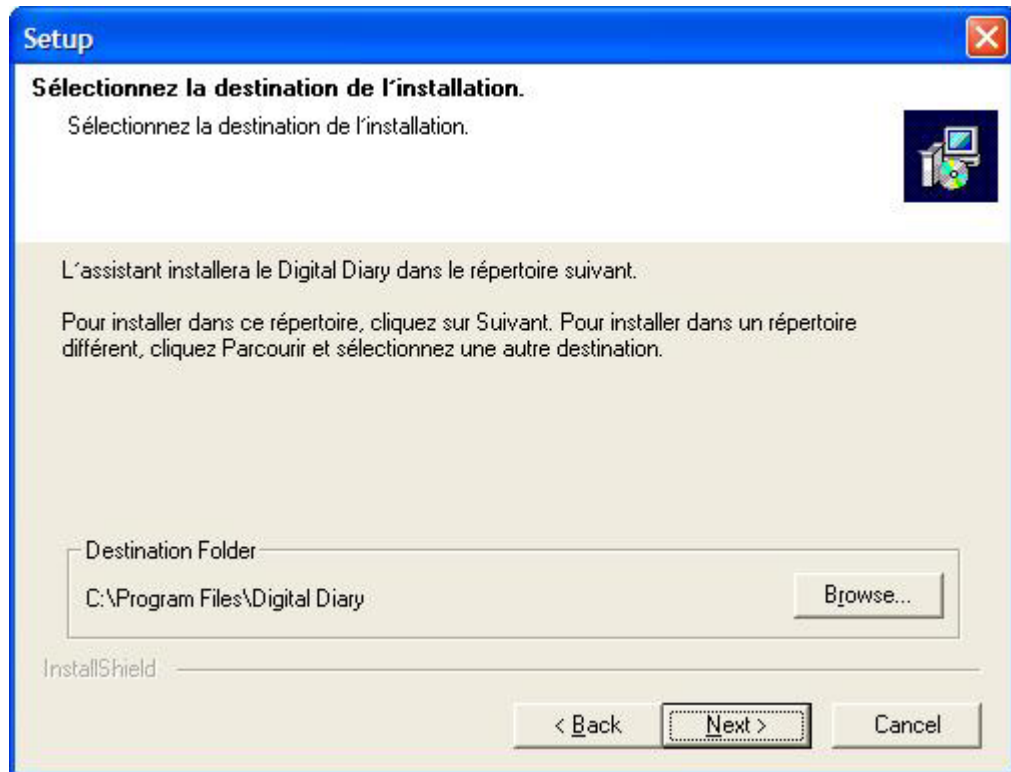 Setup
Sélectionnez la destination de l´installation.
Sélectionnez la destination de l´installation.
L´assistant installera le Digital Diary dans le répertoire suivant.
Pour installer dans ce répertoire, cliquez sur Suivant. Pour installer dans un répertoire
différent, cliquez Parcourir et sélectionnez une autre destination.
Destination Folder
C:\Program Files\Digital Diary
Browse...
InstallShield
< Back
Next >
Cancel